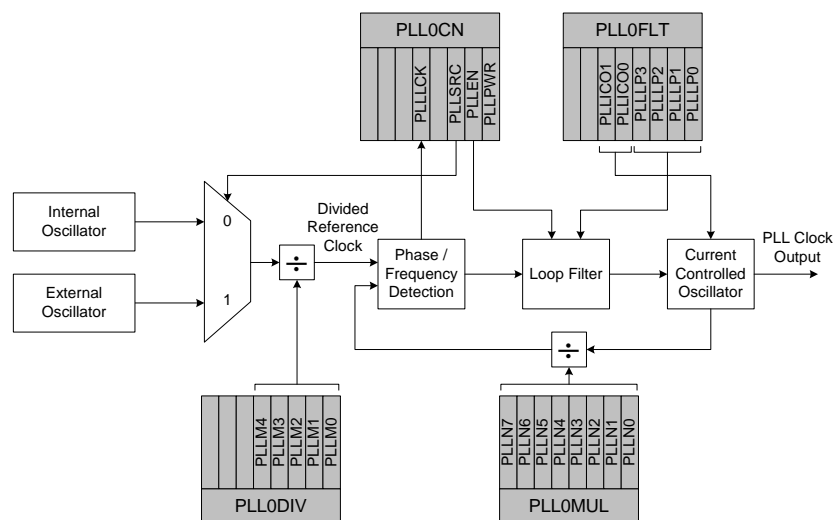 PLL0CN
PLLLCK
PLLSRC
PLLEN
PLLPWR
PLL0FLT
PLLICO1
PLLICO0
PLLLP3
PLLLP2
PLLLP1
PLLLP0
Internal
Oscillator
External
Oscillator
0
1
÷
Divided
Reference
Clock
Phase /
Frequency
Detection
Loop Filter
Current
Controlled
Oscillator
PLL Clock
Output
÷
PLLM4
PLLM3
PLLM2
PLLM1
PLLM0
PLL0DIV
PLLN7
PLLN6
PLLN5
PLLN4
PLLN3
PLLN2
PLLN1
PLLN0
PLL0MUL